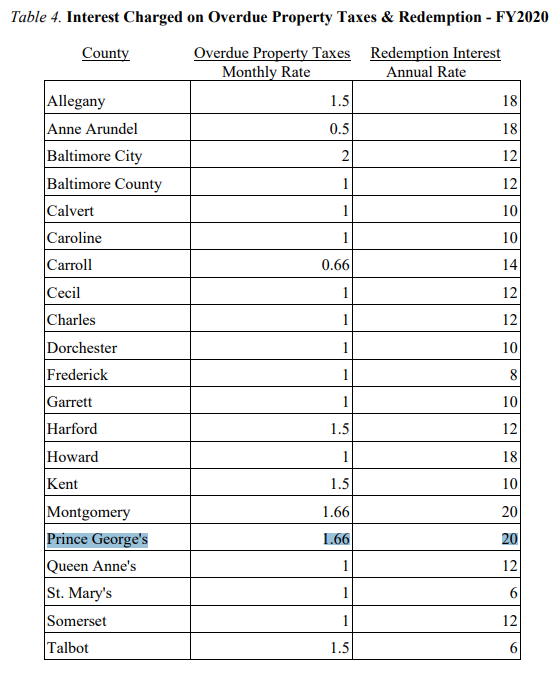 Table 4. Interest Charged on Overdue Property Taxes & Redemption - FY2020
County Overdue Property Taxes Redemption Interest
Monthly Rate Annual Rate
Allegany 1.5 18
Anne Arundel 0.5 18
Baltimore City 2 12
Baltimore County 1 12
Calvert 1 10
Caroline 1 10
Carroll 0.66 14
Cecil 1 12
Charles 1 12
Dorchester 1 10
Frederick 1 8
Garrett 1 10
Harford 1.5 12
Howard 1 18
Kent 1.5 10
Montgomery 1.66 20
Prince George's 1.66 20
Queen Anne's 1 12
St. Mary's 1 6
Somerset 1 12
Talbot 1.5 6